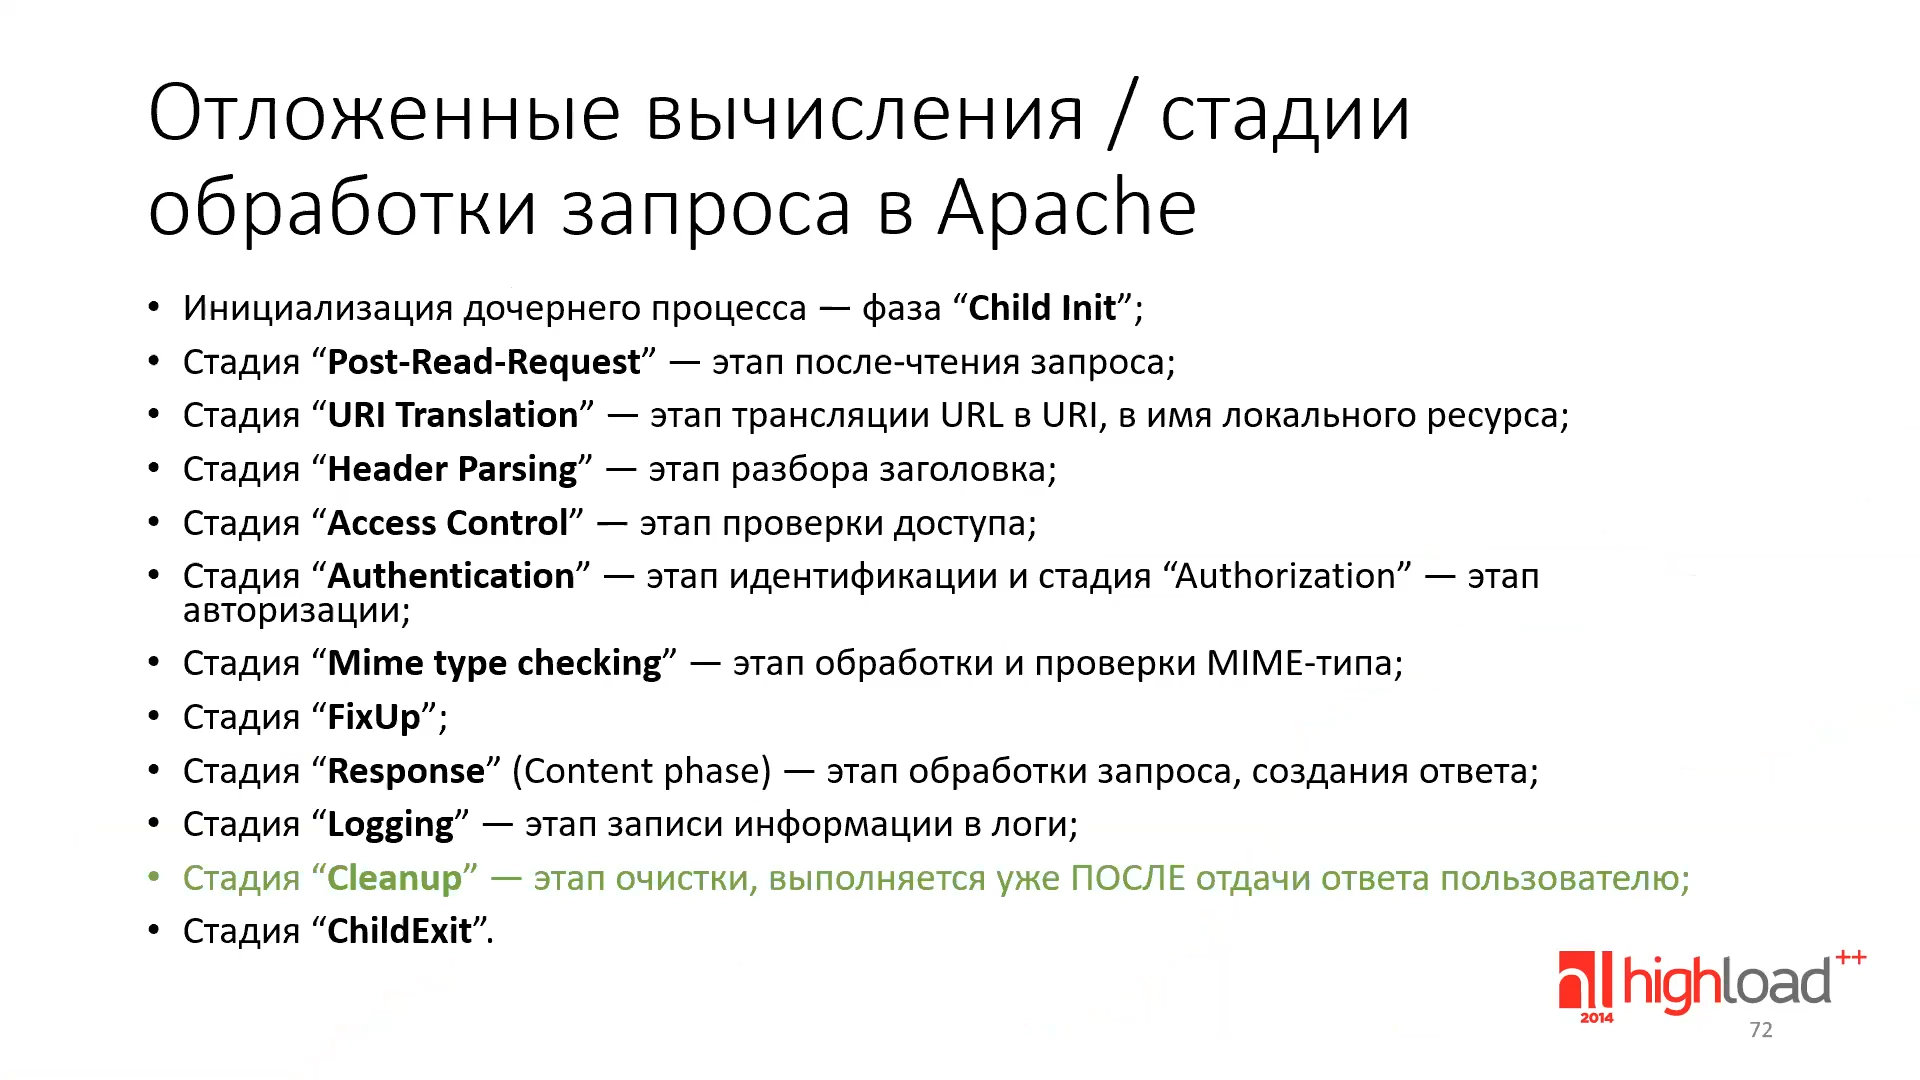 Отложенные вычисления / стадии
обработки запроса в Apache
• Инициализация дочернего процесса — фаза “Child Init”;
• Стадия “Post-Read-Request” — этап после-чтения запроса;
• Стадия “URI Translation” — этап трансляции URL в URI, в имя локального ресурса;
• Стадия “Header Parsing” — этап разбора заголовка;
• Стадия “Access Control” — этап проверки доступа;
• Стадия “Authentication” — этап идентификации и стадия “Authorization” — этап
авторизации;
• Стадия “Mime type checking” — этап обработки и проверки MIME-типа;
• Стадия “FixUp”;
• Стадия “Response” (Content phase) — этап обработки запроса, создания ответа;
• Стадия “Logging” — этап записи информации в логи;
• Стадия “Cleanup” — этап очистки, выполняется уже ПОСЛЕ отдачи ответа пользователю;
• Стадия “ChildExit”.
highload++
2014
72